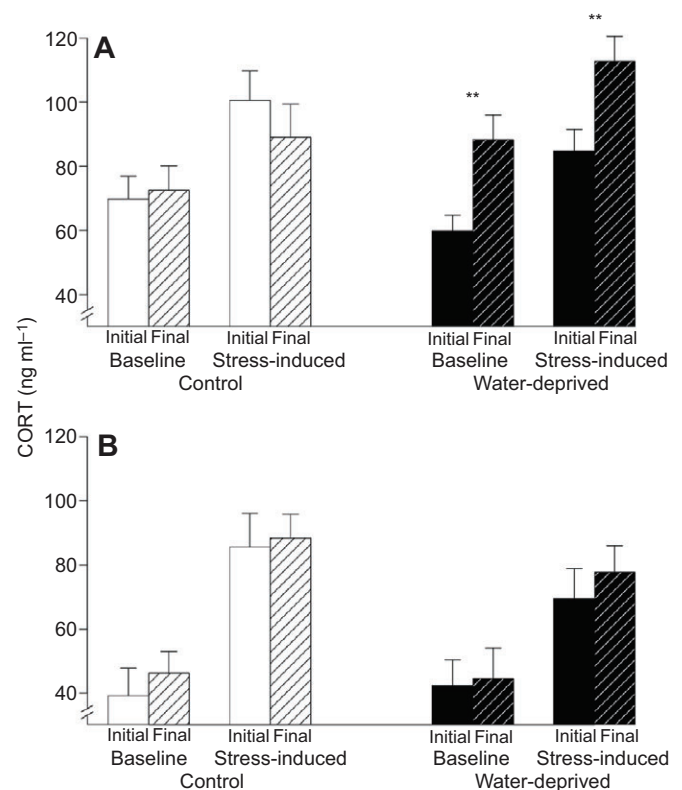 A
120
100
80
60
40
** **
Initial Final Initial Final Initial Final Initial Final
Baseline Stress-induced Baseline Stress-induced
Control Water-deprived
CORT (ng ml⁻¹)
B
120
100
80
60
40
Initial Final Initial Final Initial Final Initial Final
Baseline Stress-induced Baseline Stress-induced
Control Water-deprived